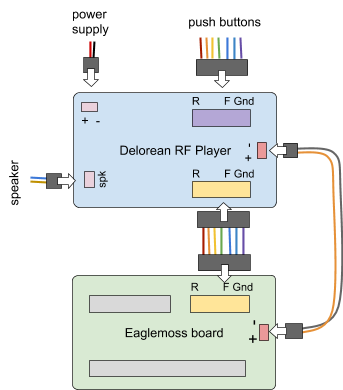 power
supply
push buttons
R F Gnd
+ -
Delorean RF Player
-
+
speaker
spk
R F Gnd
R F Gnd
Eaglemoss board
-
+